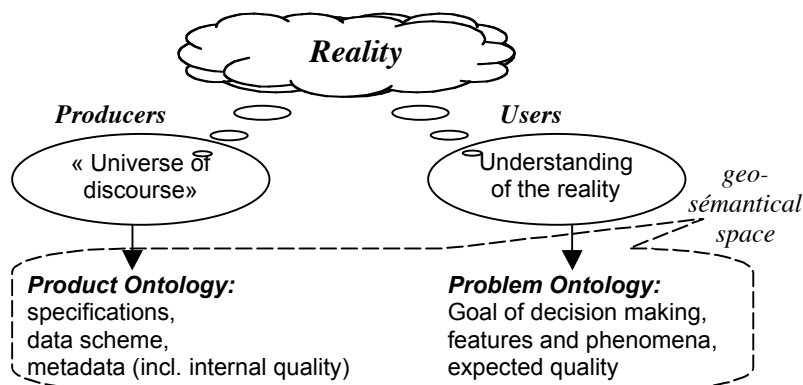 Reality
Producers
Users
« Universe of
discourse»
Understanding
of the reality
geo-
sémantical
space
Product Ontology:
specifications,
data scheme,
metadata (incl. internal quality)
Problem Ontology:
Goal of decision making,
features and phenomena,
expected quality